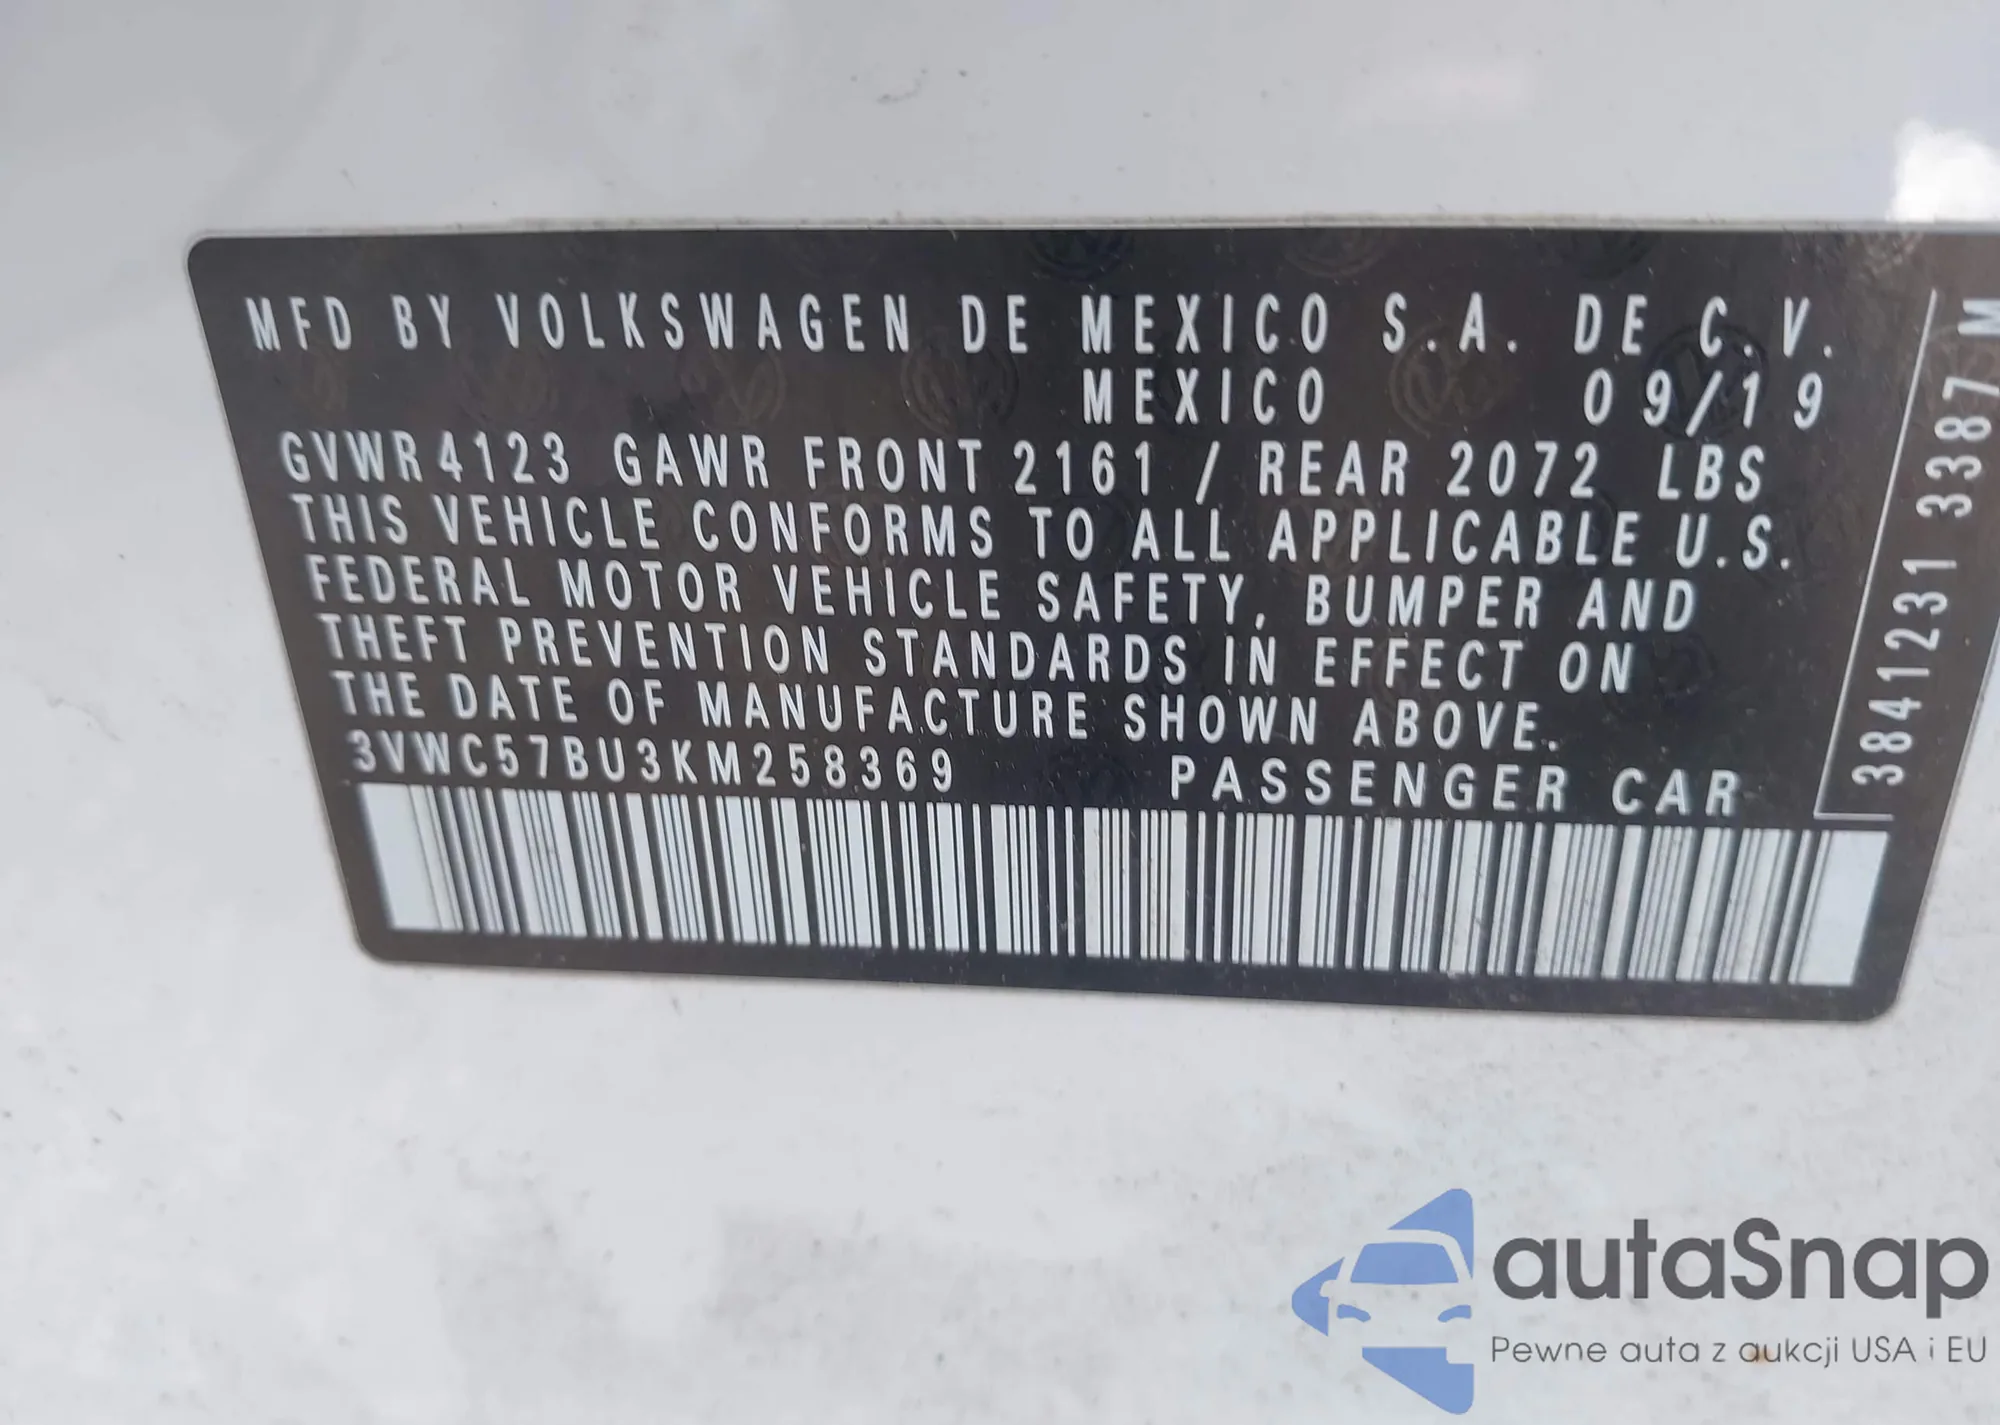 MFD BY VOLKSWAGEN DE MEXICO S.A. DE C.V.
MEXICO 09/19
GVWR 4123 GAWR FRONT 2161 / REAR 2072 LBS
THIS VEHICLE CONFORMS TO ALL APPLICABLE U.S.
FEDERAL MOTOR VEHICLE SAFETY, BUMPER AND
THEFT PREVENTION STANDARDS IN EFFECT ON
THE DATE OF MANUFACTURE SHOWN ABOVE.
3VWC57BU3KM258369 PASSENGER CAR
3841231 3387 M
autaSnap
Pewne auta z aukcji USA i EU